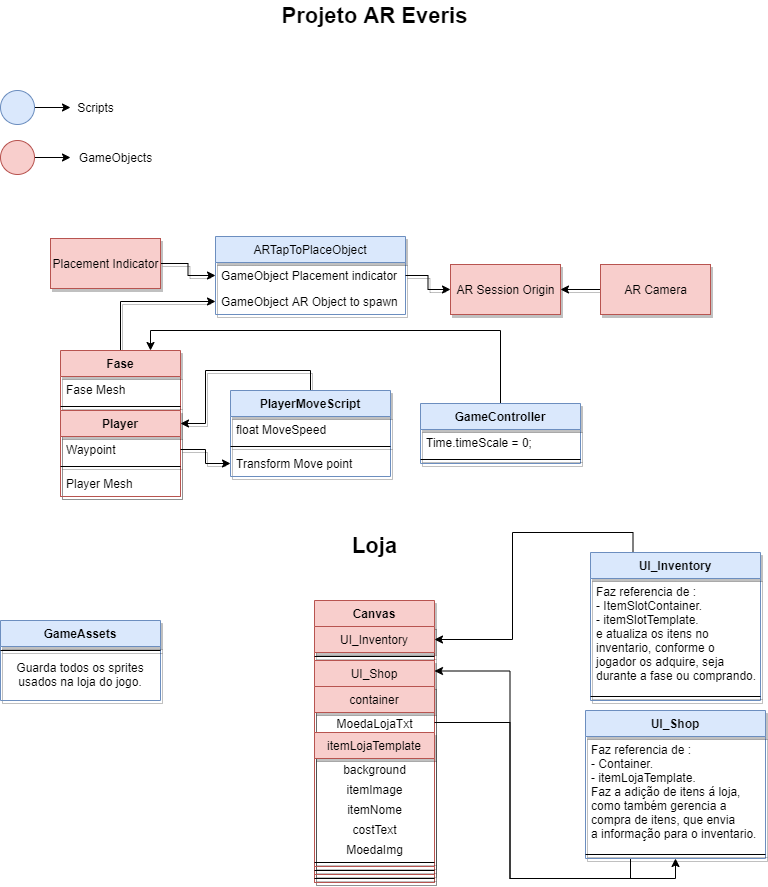 Projeto AR Everis
Scripts
GameObjects
Placement Indicator
ARTapToPlaceObject
GameObject Placement indicator
GameObject AR Object to spawn
AR Session Origin
AR Camera
Fase
Fase Mesh
Player
Waypoint
Player Mesh
PlayerMoveScript
float MoveSpeed
Transform Move point
GameController
Time.timeScale = 0;
Loja
GameAssets
Guarda todos os sprites
usados na loja do jogo.
Canvas
UI_Inventory
UI_Shop
container
MoedaLojaTxt
itemLojaTemplate
background
itemImage
itemNome
costText
MoedaImg
UI_Inventory
Faz referencia de :
- ItemSlotContainer.
- itemSlotTemplate.
e atualiza os itens no
inventario, conforme o
jogador os adquire, seja
durante a fase ou comprando.
UI_Shop
Faz referencia de :
- Container.
- itemLojaTemplate.
Faz a adição de itens á loja,
como também gerencia a
compra de itens, que envia
a informação para o inventario.